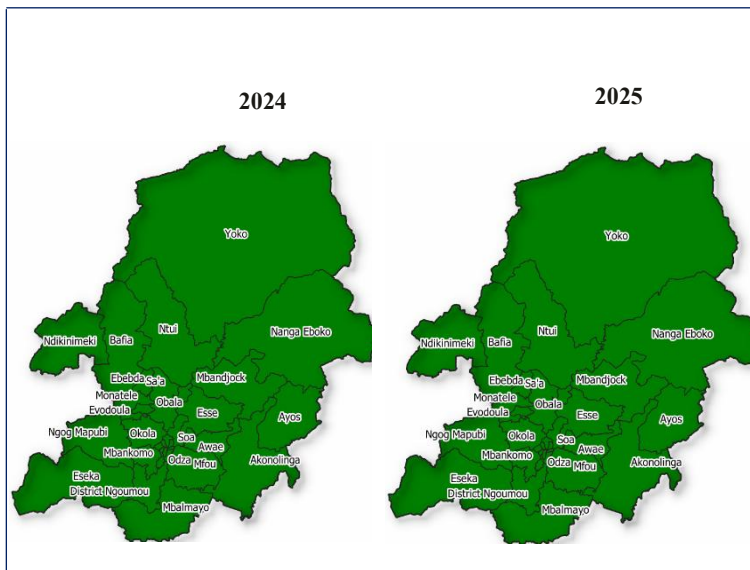 2024
Yoko
Ntui
Nanga Eboko
Ndikinimeki
Bafia
Ebebda
Sa'a
Mbandjock
Monatele
Obala
Evodoula
Esse
Ayos
Ngog Mapubi
Okola
Soa
Awae
Mbankomo
Odza
Mfou
Akonolinga
Eseka
District Ngoumou
Mbalmayo
2025
Yoko
Ntui
Nanga Eboko
Ndikinimeki
Bafia
Ebebda
Sa'a
Mbandjock
Monatele
Obala
Evodoula
Esse
Ayos
Ngog Mapubi
Okola
Soa
Awae
Mbankomo
Odza
Mfou
Akonolinga
Eseka
District Ngoumou
Mbalmayo